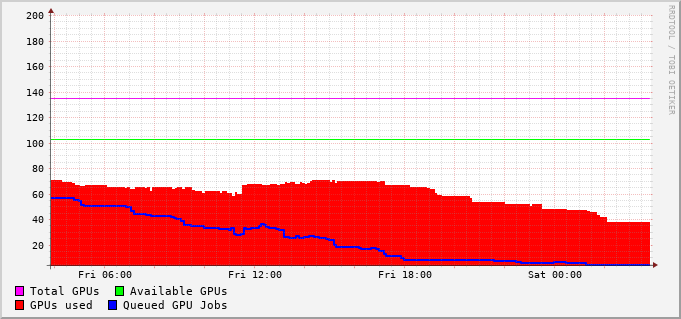 200
180
160
140
120
100
80
60
40
20
Fri 06:00 Fri 12:00 Fri 18:00 Sat 00:00
Total GPUs Available GPUs
GPUs used Queued GPU Jobs
RRDTOOL / TOBI OETIKER